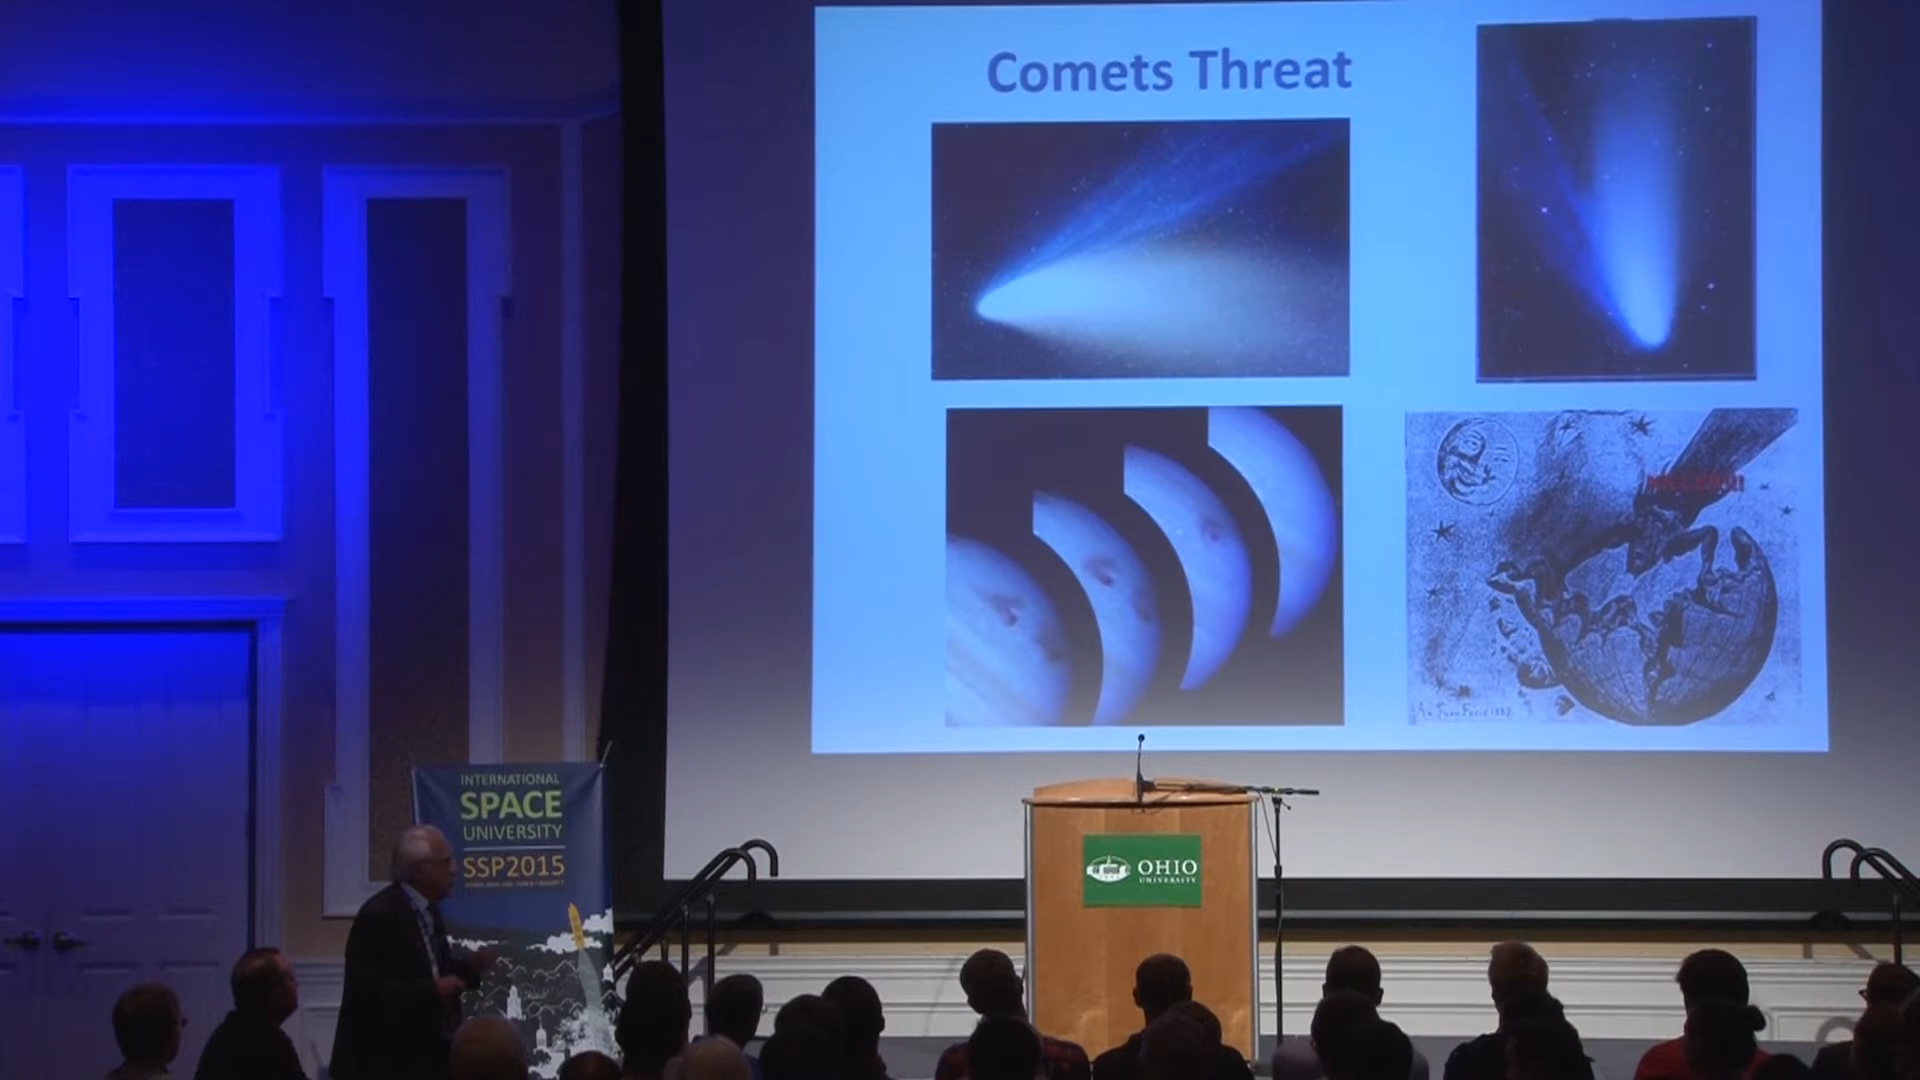 Comets Threat
INTERNATIONAL
SPACE
UNIVERSITY
SSP2015
OHIO
UNIVERSITY